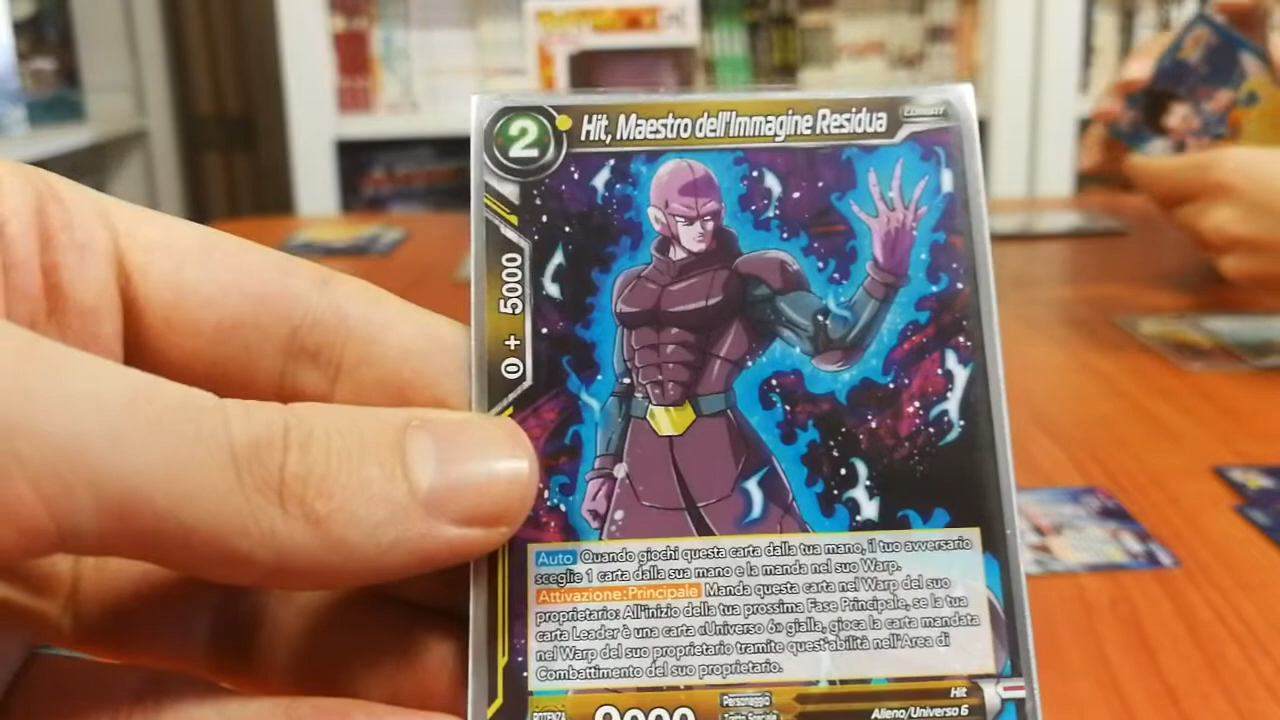 2
Hit, Maestro dell'Immagine Residua
COMBAT
0 + 5000
Auto Quando giochi questa carta dalla tua mano, il tuo avversario
sceglie 1 carta dalla sua mano e la manda nel suo Warp.
Attivazione:Principale Manda questa carta nel Warp del suo
proprietario: All'inizio della tua prossima Fase Principale, se la tua
carta Leader è una carta «Universo 6» gialla, gioca la carta mandata
nel Warp del suo proprietario tramite quest'abilità nell'Area di
Combattimento del suo proprietario.
POTENZA
9000
Personaggio
Hit
Tratto Speciale
Alieno/Universo 6